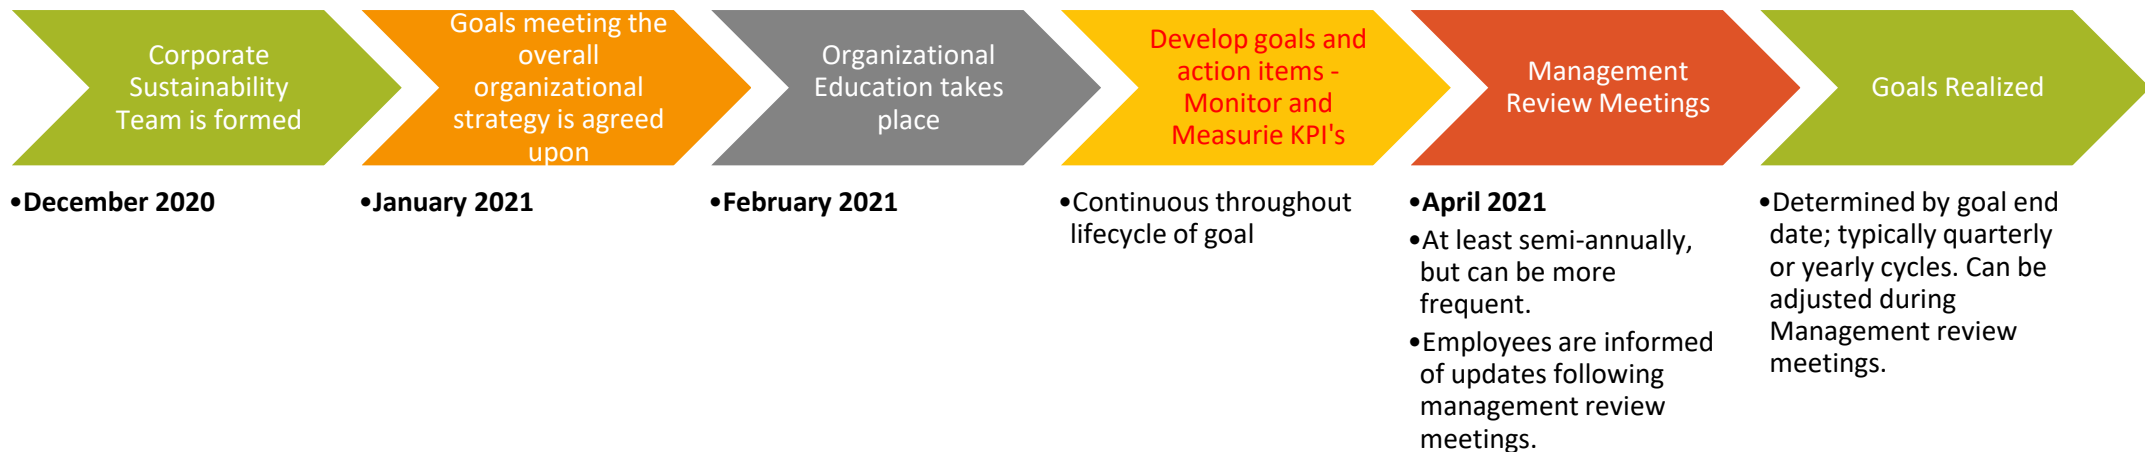 Corporate
Sustainability
Team is formed
•December 2020
Goals meeting the
overall
organizational
strategy is agreed
upon
•January 2021
Organizational
Education takes
place
•February 2021
Develop goals and
action items -
Monitor and
Measurie KPI's
•Continuous throughout
lifecycle of goal
Management
Review Meetings
•April 2021
•At least semi-annually,
but can be more
frequent.
•Employees are informed
of updates following
management review
meetings.
Goals Realized
•Determined by goal end
date; typically quarterly
or yearly cycles. Can be
adjusted during
Management review
meetings.